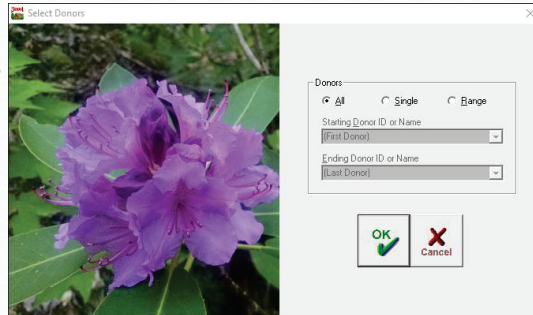 Select Donors
Donors
All
Single
Range
Starting Donor ID or Name
(First Donor)
Ending Donor ID or Name
(Last Donor)
OK
Cancel